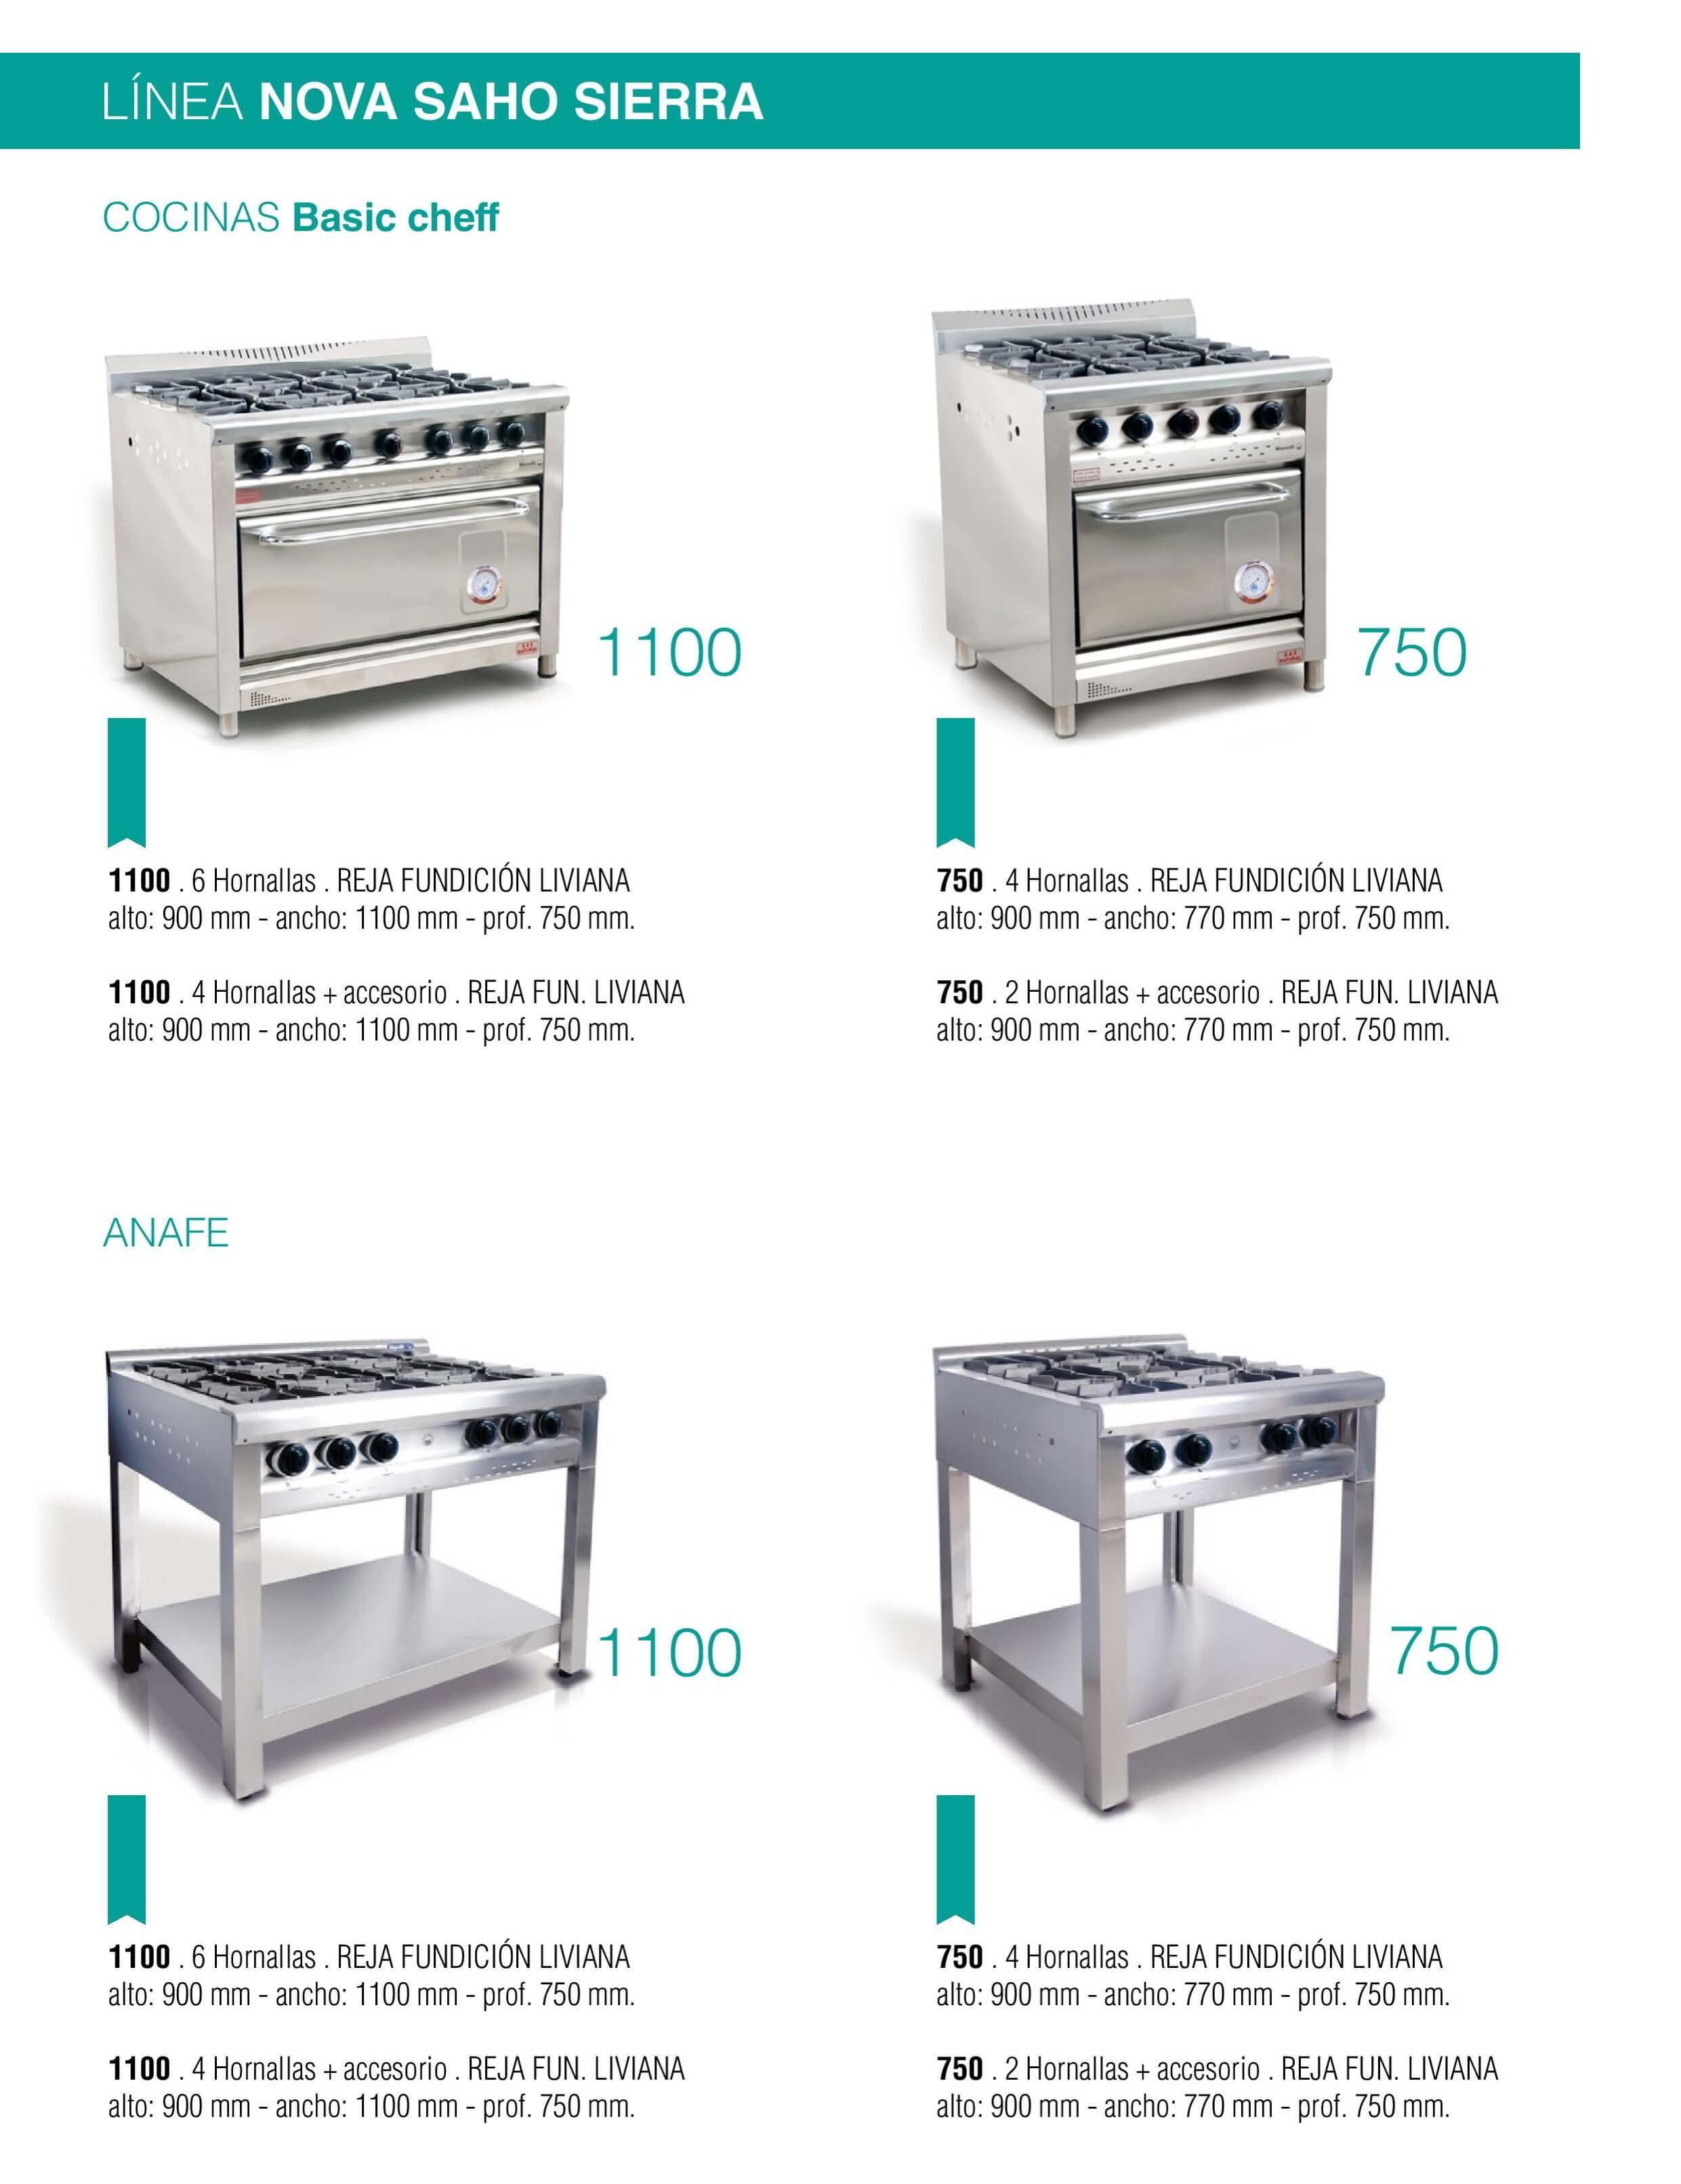 LÍNEA NOVA SAHO SIERRA
COCINAS Basic cheff
1100
750
1100 . 6 Hornallas . REJA FUNDICIÓN LIVIANA
alto: 900 mm - ancho: 1100 mm - prof. 750 mm.
1100 . 4 Hornallas + accesorio . REJA FUN. LIVIANA
alto: 900 mm - ancho: 1100 mm - prof. 750 mm.
750 . 4 Hornallas . REJA FUNDICIÓN LIVIANA
alto: 900 mm - ancho: 770 mm - prof. 750 mm.
750 . 2 Hornallas + accesorio . REJA FUN. LIVIANA
alto: 900 mm - ancho: 770 mm - prof. 750 mm.
GAS
NATURAL
GAS
NATURAL
ANAFE
1100
750
1100 . 6 Hornallas . REJA FUNDICIÓN LIVIANA
alto: 900 mm - ancho: 1100 mm - prof. 750 mm.
1100 . 4 Hornallas + accesorio . REJA FUN. LIVIANA
alto: 900 mm - ancho: 1100 mm - prof. 750 mm.
750 . 4 Hornallas . REJA FUNDICIÓN LIVIANA
alto: 900 mm - ancho: 770 mm - prof. 750 mm.
750 . 2 Hornallas + accesorio . REJA FUN. LIVIANA
alto: 900 mm - ancho: 770 mm - prof. 750 mm.